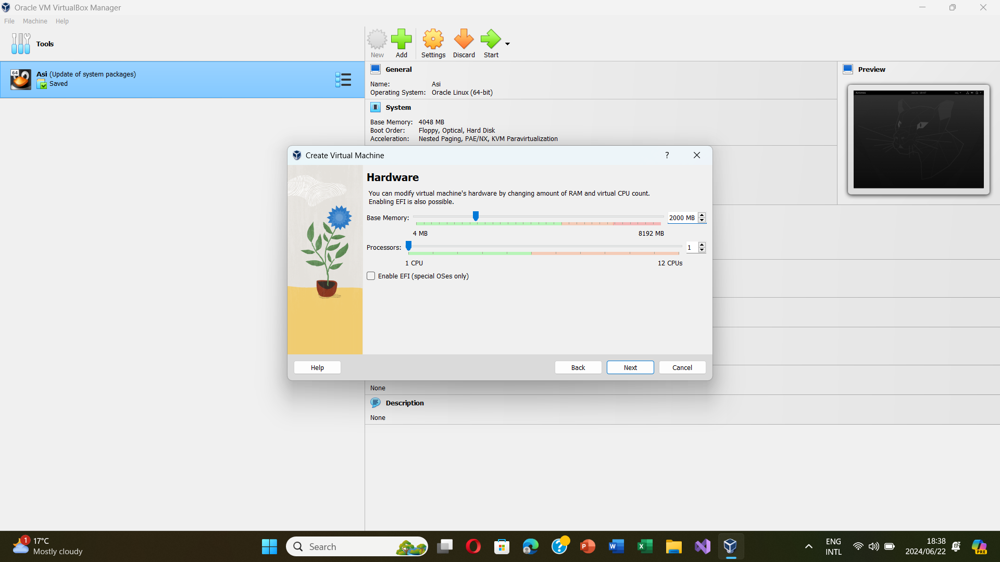 Oracle VM VirtualBox Manager
File Machine Help
Tools
New Add Settings Discard Start
64
Asi (Update of system packages)
Saved
General
Name: Asi
Operating System: Oracle Linux (64-bit)
System
Base Memory: 4048 MB
Boot Order: Floppy, Optical, Hard Disk
Acceleration: Nested Paging, PAE/NX, KVM Paravirtualization
Preview
Activities
Create Virtual Machine
?
Hardware
You can modify virtual machine's hardware by changing amount of RAM and virtual CPU count.
Enabling EFI is also possible.
Base Memory: 2000 MB
4 MB 8192 MB
Processors: 1
1 CPU 12 CPUs
Enable EFI (special OSes only)
Help Back Next Cancel
None
Description
None
1
17°C
Mostly cloudy
Search
ENG
INTL
18:38
2024/06/22
PRE